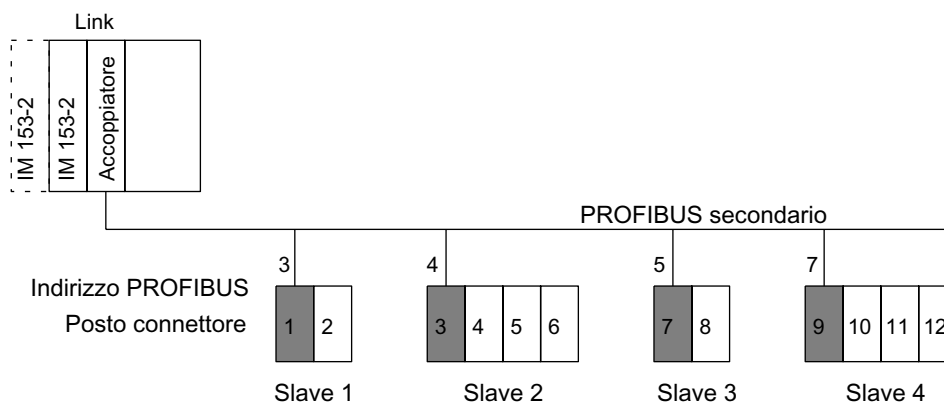 Link
IM 153-2
IM 153-2
Accoppiatore
PROFIBUS secondario
3 4 5 7
Indirizzo PROFIBUS
Posto connettore 1 2 3 4 5 6 7 8 9 10 11 12
Slave 1 Slave 2 Slave 3 Slave 4